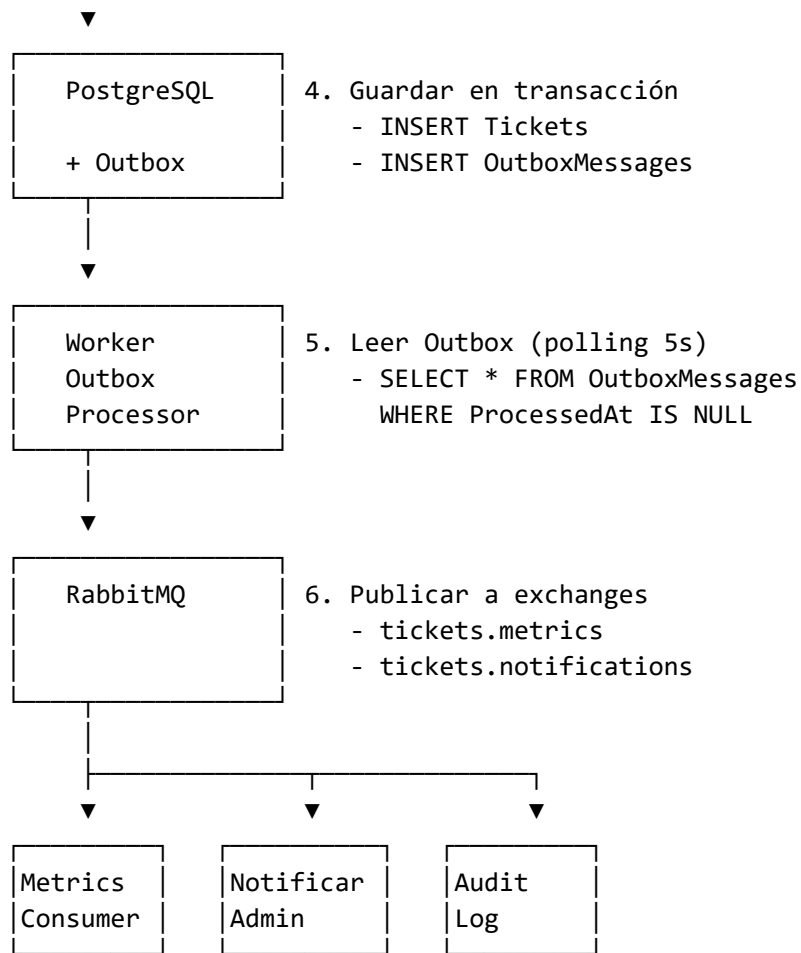 PostgreSQL 4. Guardar en transacción
- INSERT Tickets
+ Outbox - INSERT OutboxMessages
Worker 5. Leer Outbox (polling 5s)
Outbox - SELECT * FROM OutboxMessages
Processor WHERE ProcessedAt IS NULL
RabbitMQ 6. Publicar a exchanges
- tickets.metrics
- tickets.notifications
Metrics Notificar Audit
Consumer Admin Log